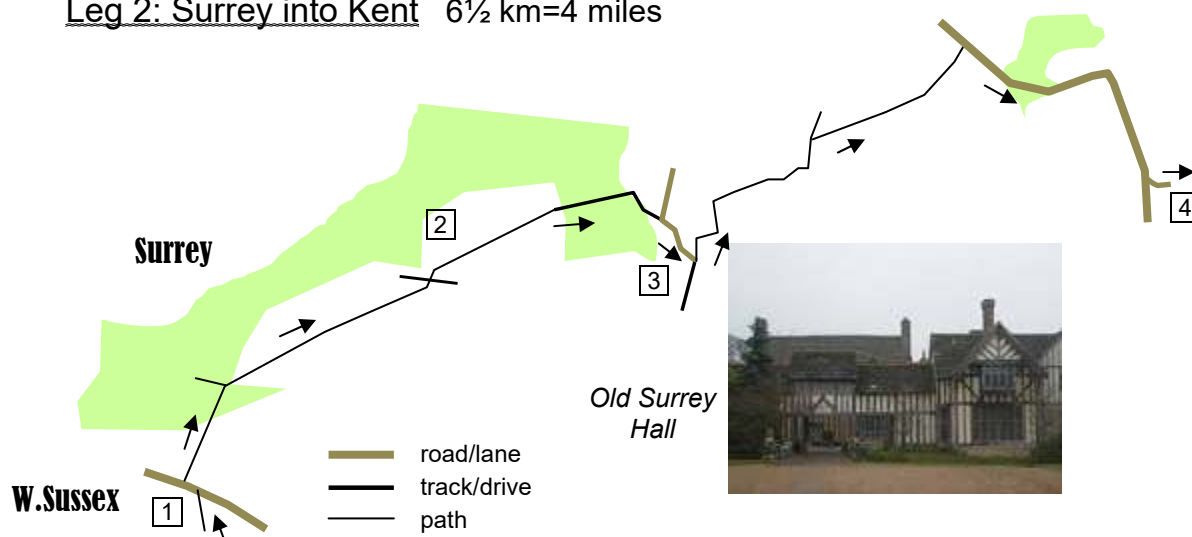 Leg 2: Surrey into Kent 6½ km=4 miles
4
2
Surrey
3
Old Surrey
Hall
road/lane
track/drive
path
W.Sussex
1